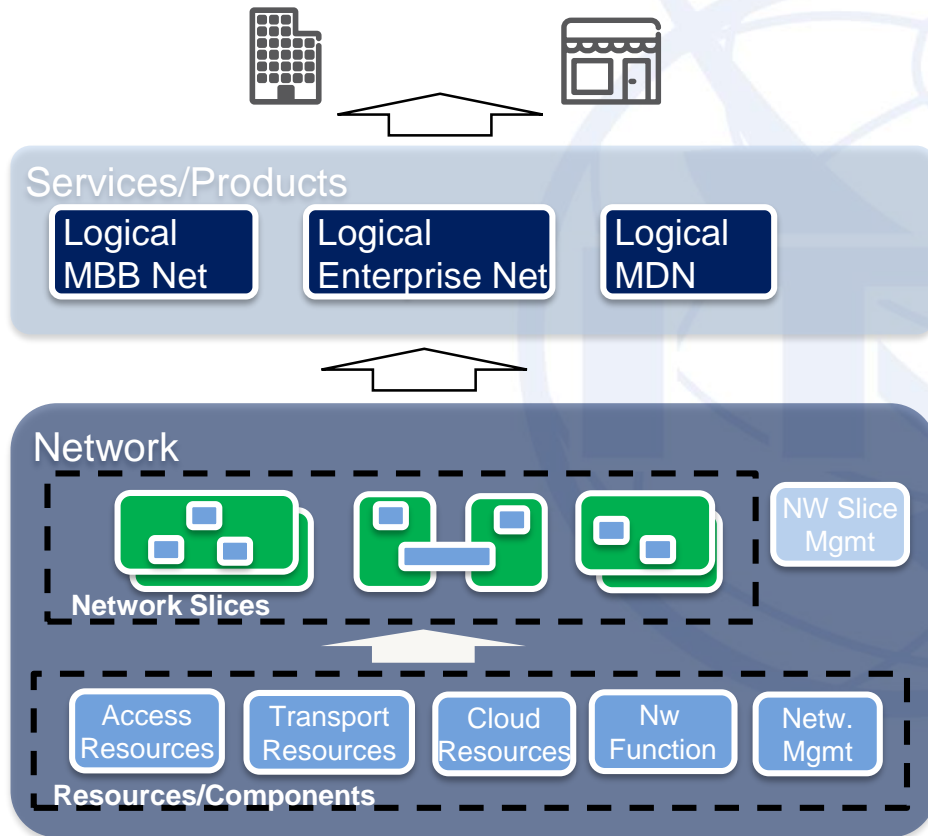 Services/Products
Logical
MBB Net
Logical
Enterprise Net
Logical
MDN
Network
NW Slice
Mgmt
Network Slices
Access
Resources
Transport
Resources
Cloud
Resources
Nw
Function
Netw.
Mgmt
Resources/Components